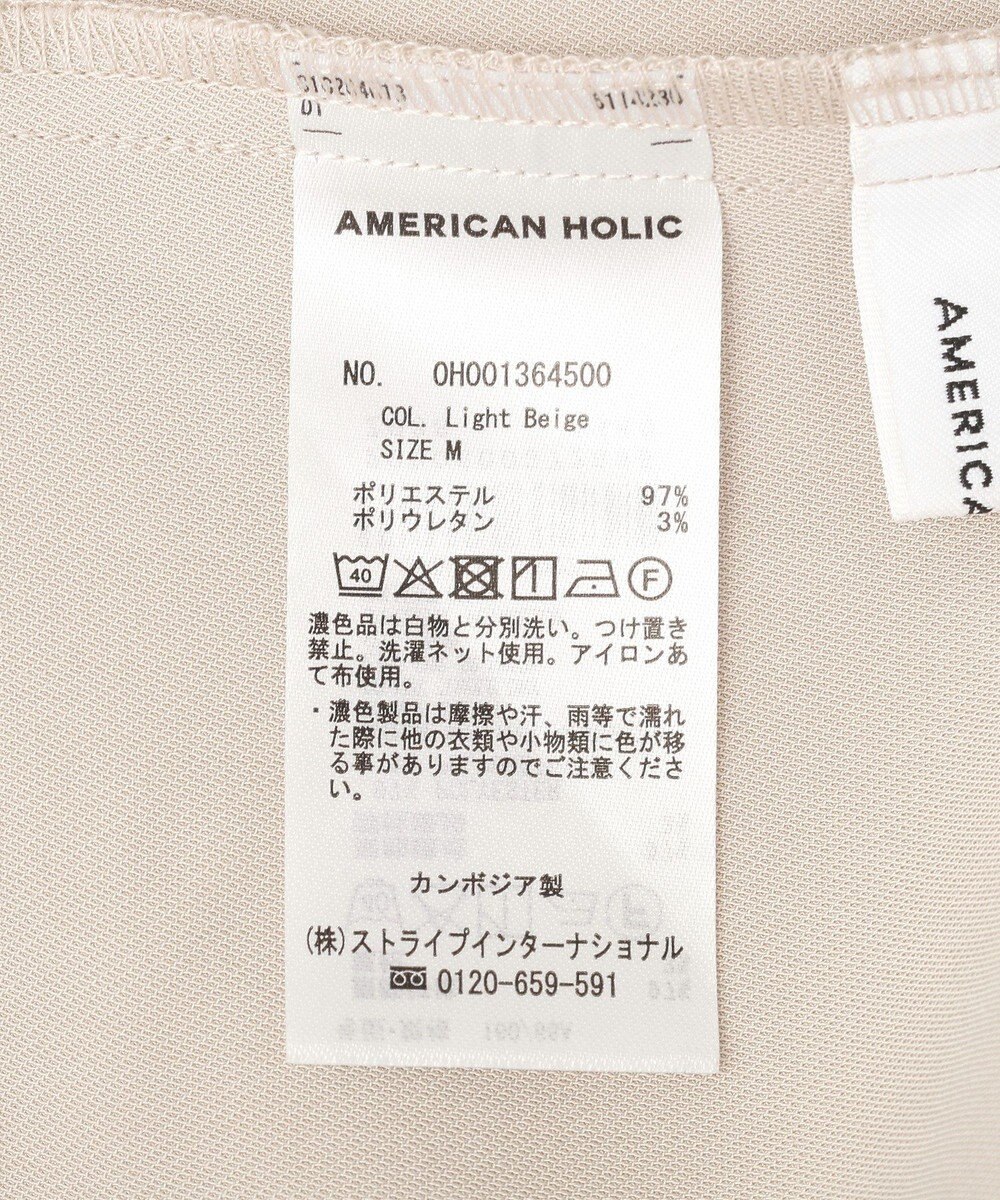 AMERICAN HOLIC
NO. 0H001364500
COL. Light Beige
SIZE M
ポリエステル 97%
ポリウレタン 3%
40 F
濃色品は白物と分別洗い。つけ置き
禁止。洗濯ネット使用。アイロンあ
て布使用。
・濃色製品は摩擦や汗、雨等で濡れ
た際に他の衣類や小物類に色が移
る事がありますのでご注意くださ
い。
カンボジア製
(株)ストライプインターナショナル
0120-659-591
AMERICA